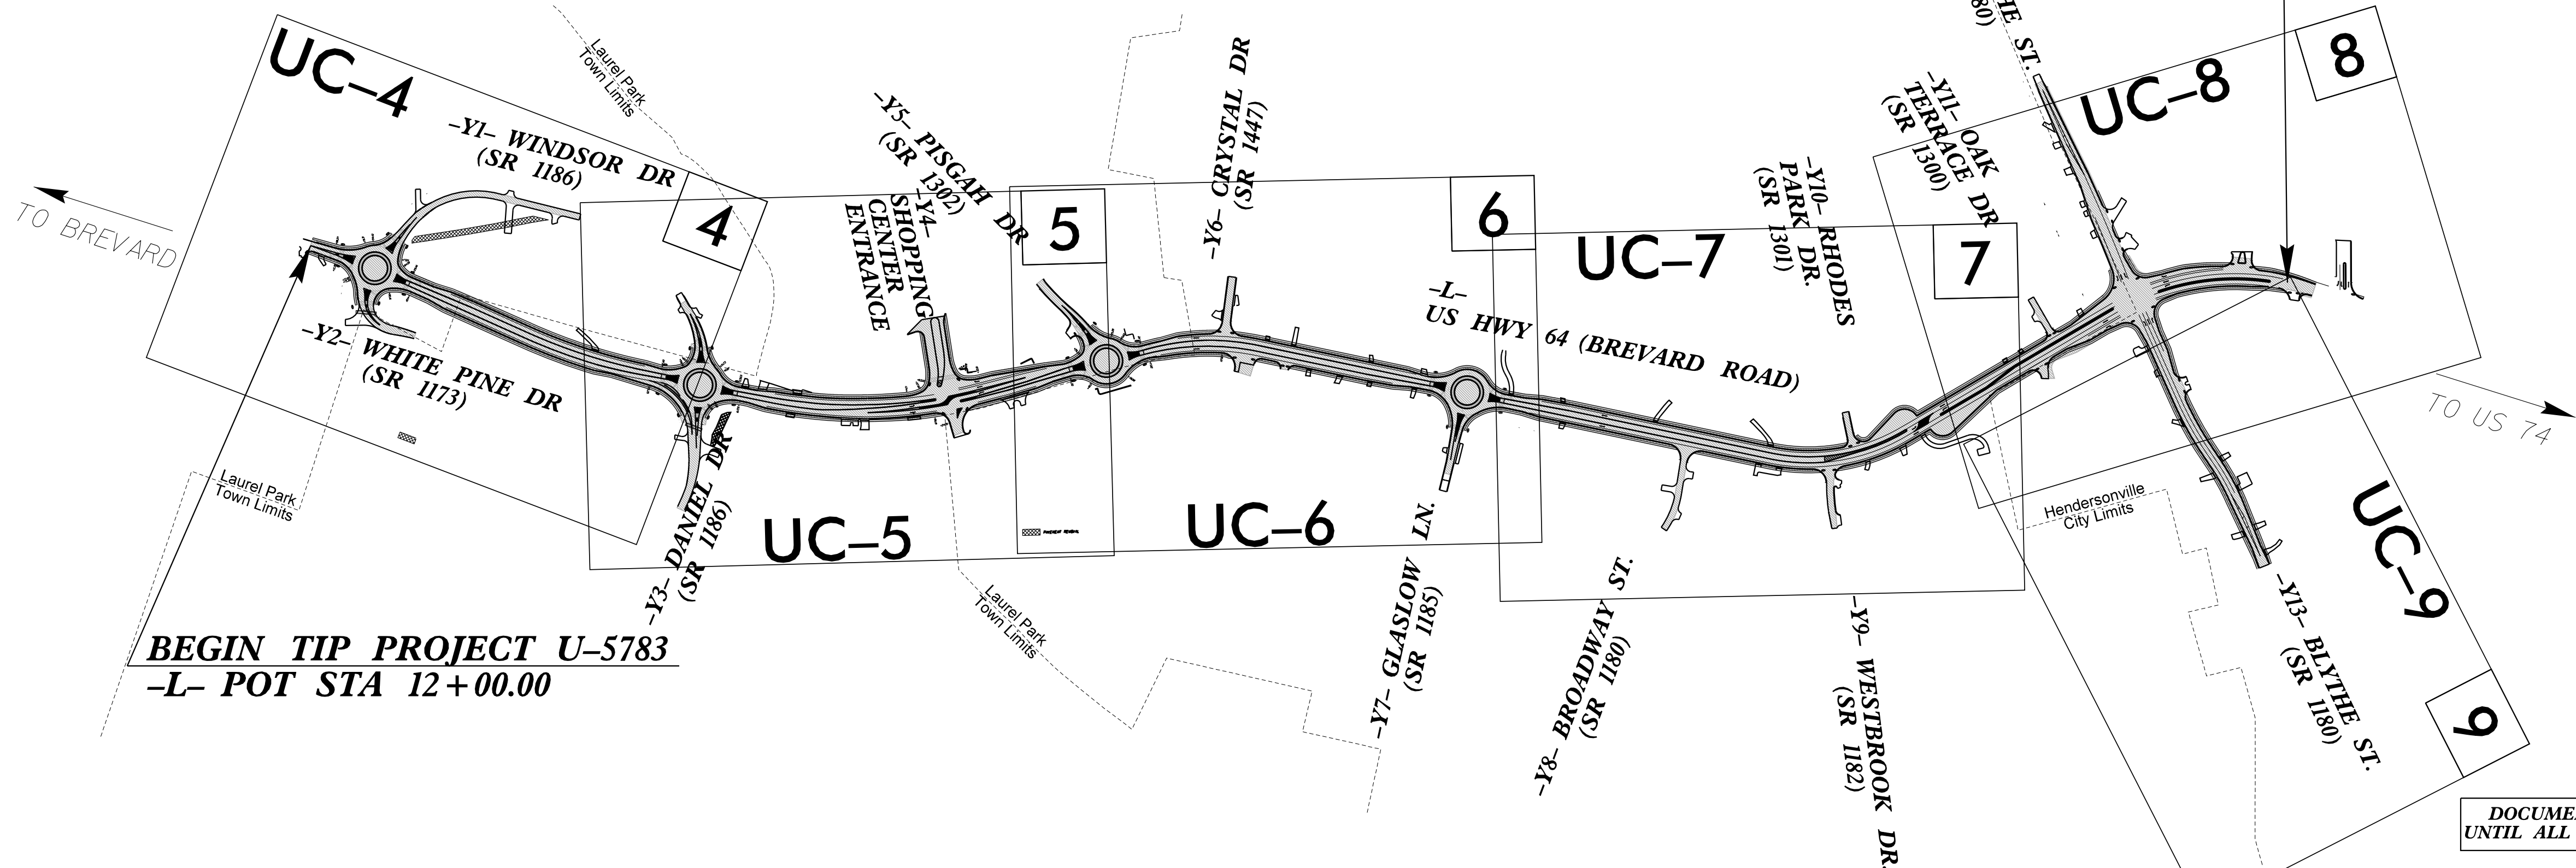 UC–4
–Y1– WINDSOR DR
(SR 1186)
Laurel Park
Town Limits
TO BREVARD
4
–Y2– WHITE PINE DR
(SR 1173)
Laurel Park
Town Limits
–Y3– DANIEL DR
(SR 1186)
BEGIN TIP PROJECT U–5783
–L– POT STA 12+00.00
–Y5– PISGAH DR
(SR 1302)
–Y4–
SHOPPING
CENTER
ENTRANCE
5
UC–5
Laurel Park
Town Limits
–Y6– CRYSTAL DR
(SR 1447)
6
UC–6
–L–
US HWY 64 (BREVARD ROAD)
–Y7– GLASLOW LN.
(SR 1185)
UC–7
7
–Y8– BROADWAY ST.
(SR 1180)
–Y10– RHODES
PARK DR.
(SR 1301)
–Y9– WESTBROOK DR.
(SR 1182)
–Y11– OAK
TERRACE DR
(SR 1300)
HE ST.
80)
UC–8
8
TO US 74
Hendersonville
City Limits
UC–9
–Y13– BLYTHE ST.
(SR 1180)
9
DOCUME
UNTIL ALL